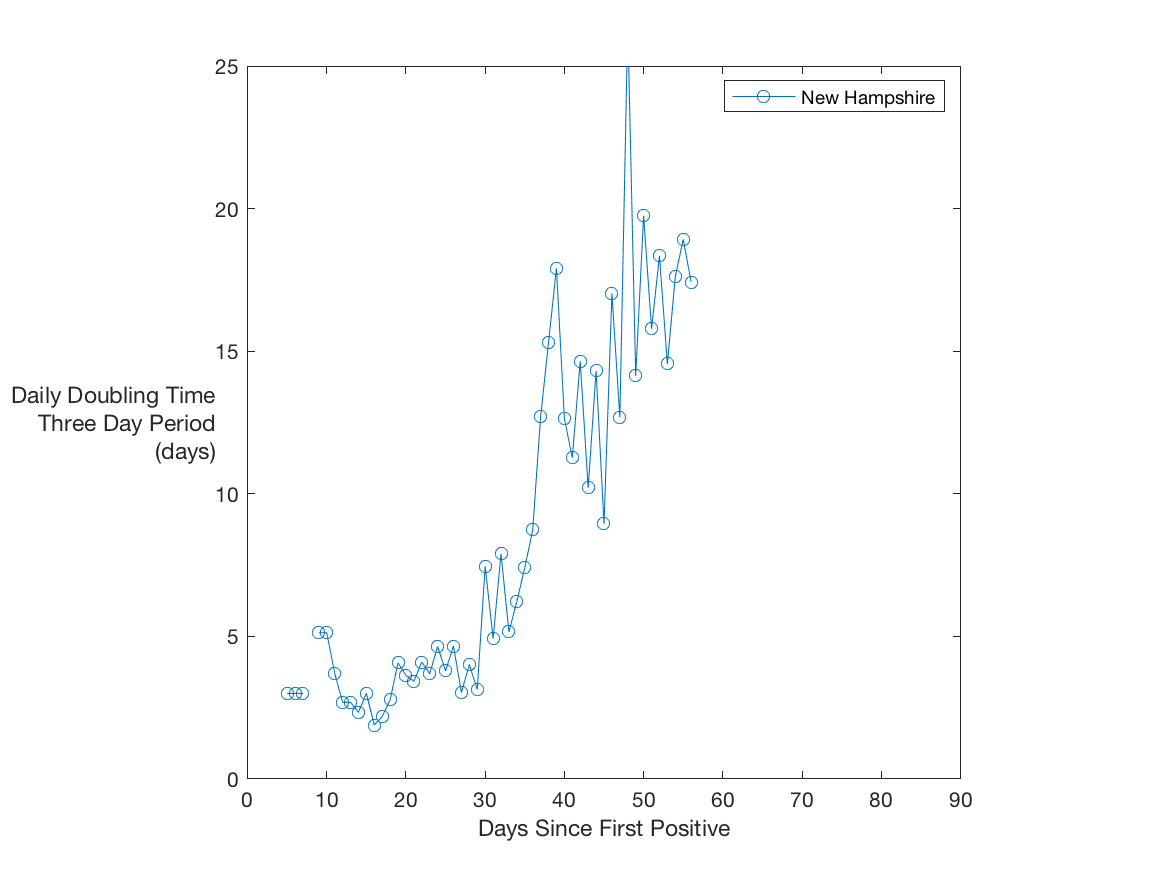 25
20
15
10
5
0
Daily Doubling Time
Three Day Period
(days)
New Hampshire
0 10 20 30 40 50 60 70 80 90
Days Since First Positive